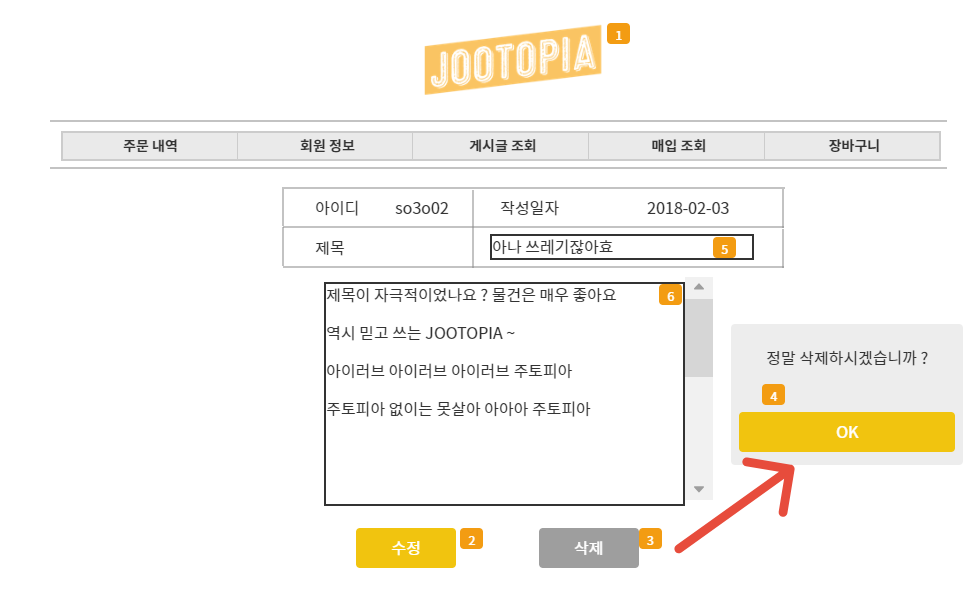 JOOTOPIA 1
주문 내역 회원 정보 게시글 조회 매입 조회 장바구니
아이디 so3o02 작성일자 2018-02-03
제목 아나 쓰레기잖아효 5
제목이 자극적이었나요 ? 물건은 매우 좋아요 6
역시 믿고 쓰는 JOOTOPIA ~
아이러브 아이러브 아이러브 주토피아
주토피아 없이는 못살아 아아아 주토피아
정말 삭제하시겠습니까 ?
4
OK
수정 2 삭제 3